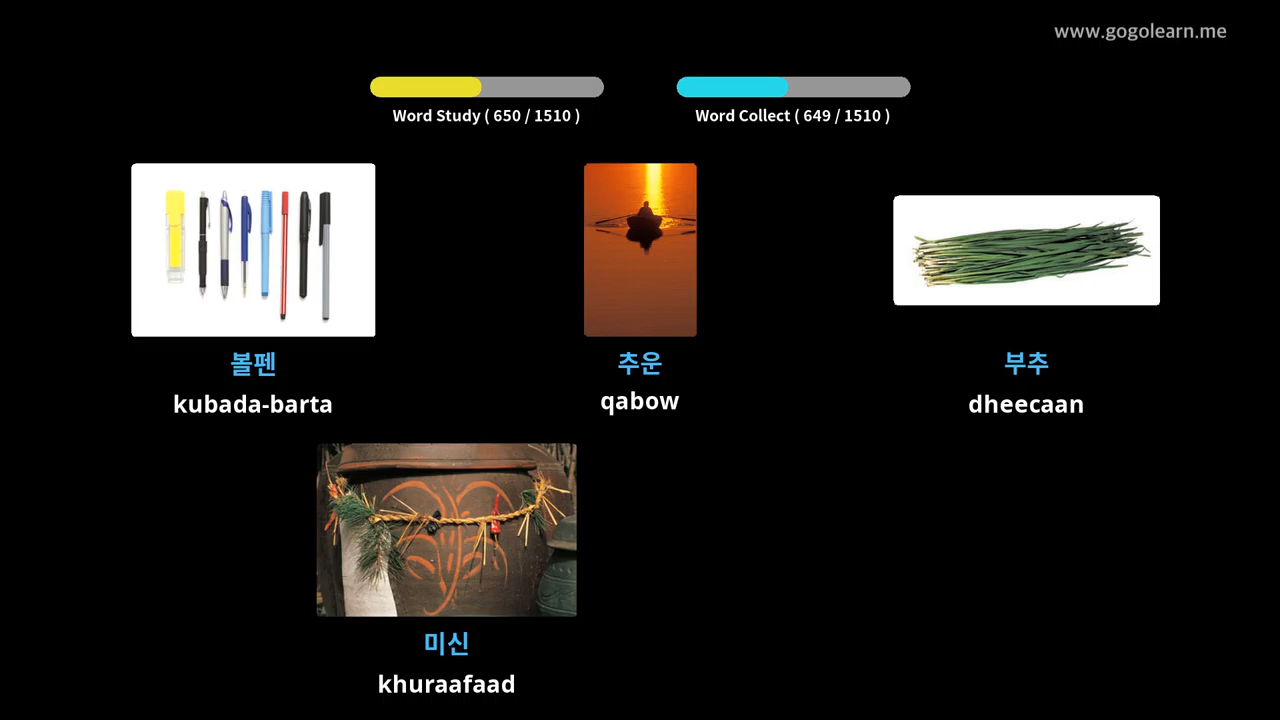 www.gogolearn.me
Word Study ( 650 / 1510 )
Word Collect ( 649 / 1510 )
볼펜
kubada-barta
추운
qabow
부추
dheecaan
미신
khuraafaad